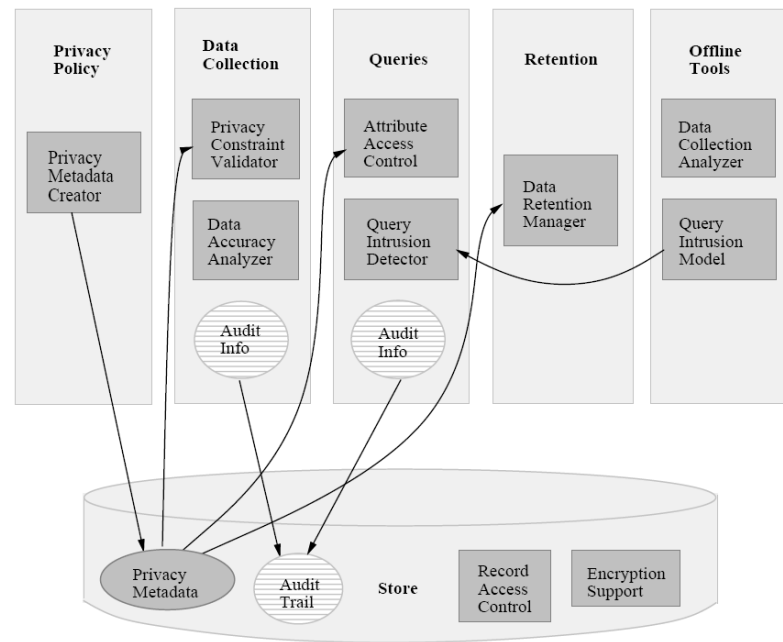 Privacy
Policy
Data
Collection
Queries
Retention
Offline
Tools
Privacy
Metadata
Creator
Privacy
Constraint
Validator
Data
Accuracy
Analyzer
Audit
Info
Attribute
Access
Control
Query
Intrusion
Detector
Audit
Info
Data
Retention
Manager
Data
Collection
Analyzer
Query
Intrusion
Model
Privacy
Metadata
Audit
Trail
Store
Record
Access
Control
Encryption
Support